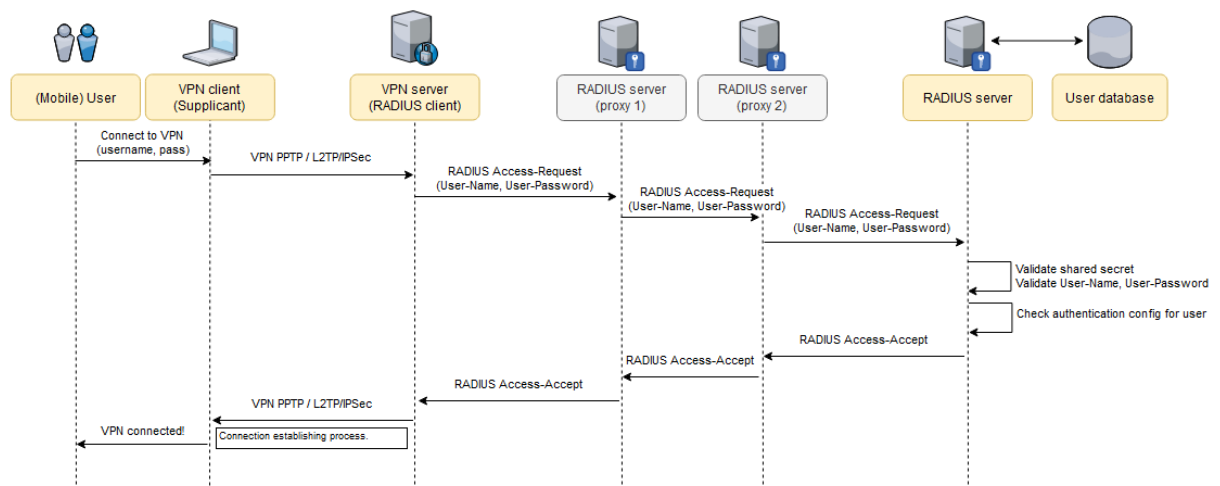 (Mobile) User
VPN client
(Supplicant)
VPN server
(RADIUS client)
RADIUS server
(proxy 1)
RADIUS server
(proxy 2)
RADIUS server
User database
Connect to VPN
(username, pass)
VPN PPTP / L2TP/IPSec
RADIUS Access-Request
(User-Name, User-Password)
RADIUS Access-Request
(User-Name, User-Password)
RADIUS Access-Request
(User-Name, User-Password)
Validate shared secret
Validate User-Name, User-Password
Check authentication config for user
RADIUS Access-Accept
RADIUS Access-Accept
RADIUS Access-Accept
VPN PPTP / L2TP/IPSec
Connection establishing process.
VPN connected!